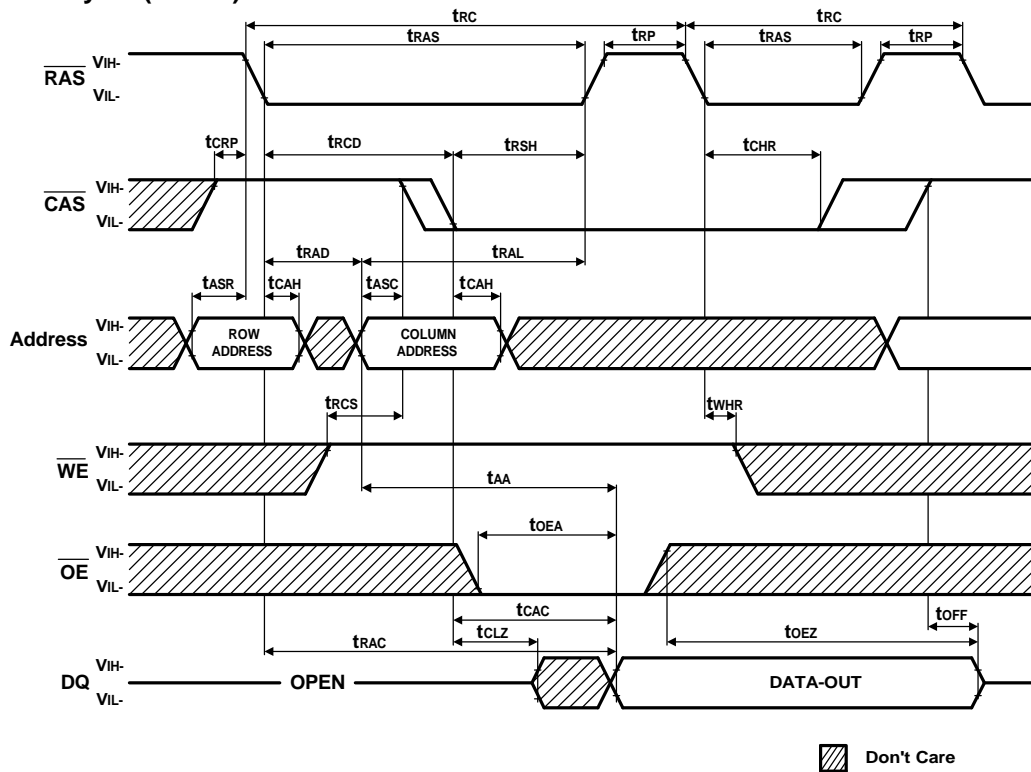 tRC tRC
tRAS tRP tRAS tRP
RAS VIH-
VIL-
tCRP tRCD tRSH tCHR
CAS VIH-
VIL-
tRAD tRAL
tASR tCAH tASC tCAH
Address VIH-
VIL-
ROW ADDRESS
COLUMN ADDRESS
tRCS tWHR
WE VIH-
VIL-
tAA
tOEA
OE VIH-
VIL-
tCAC
tCLZ
tRAC
tOEZ
tOFF
DQ VIH-
VIL-
OPEN
DATA-OUT
Don't Care